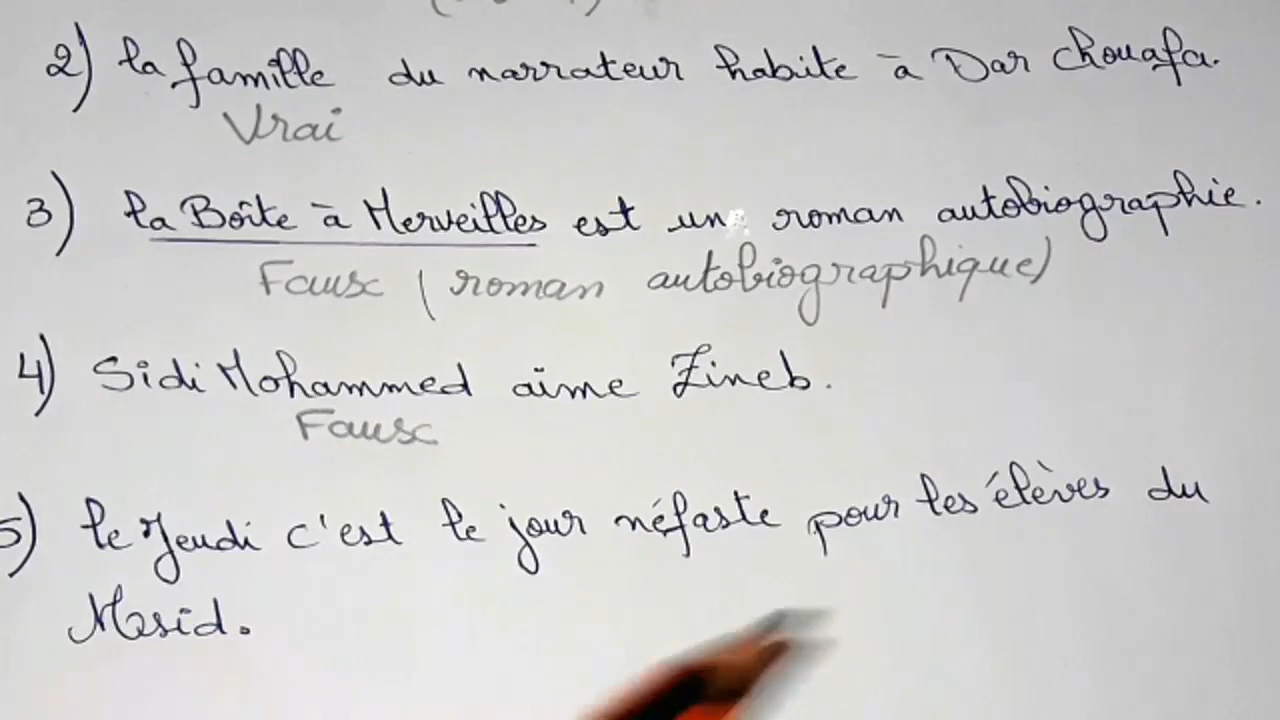 2) la famille du narrateur habite à Dar chouafa.
Vrai
3) la Boîte à Merveilles est un roman autobiographie.
Faux (roman autobiographique)
4) Sidi Mohammed aime Zineb.
Faux
5) le Jeudi c'est le jour néfaste pour les élèves du
Msid.